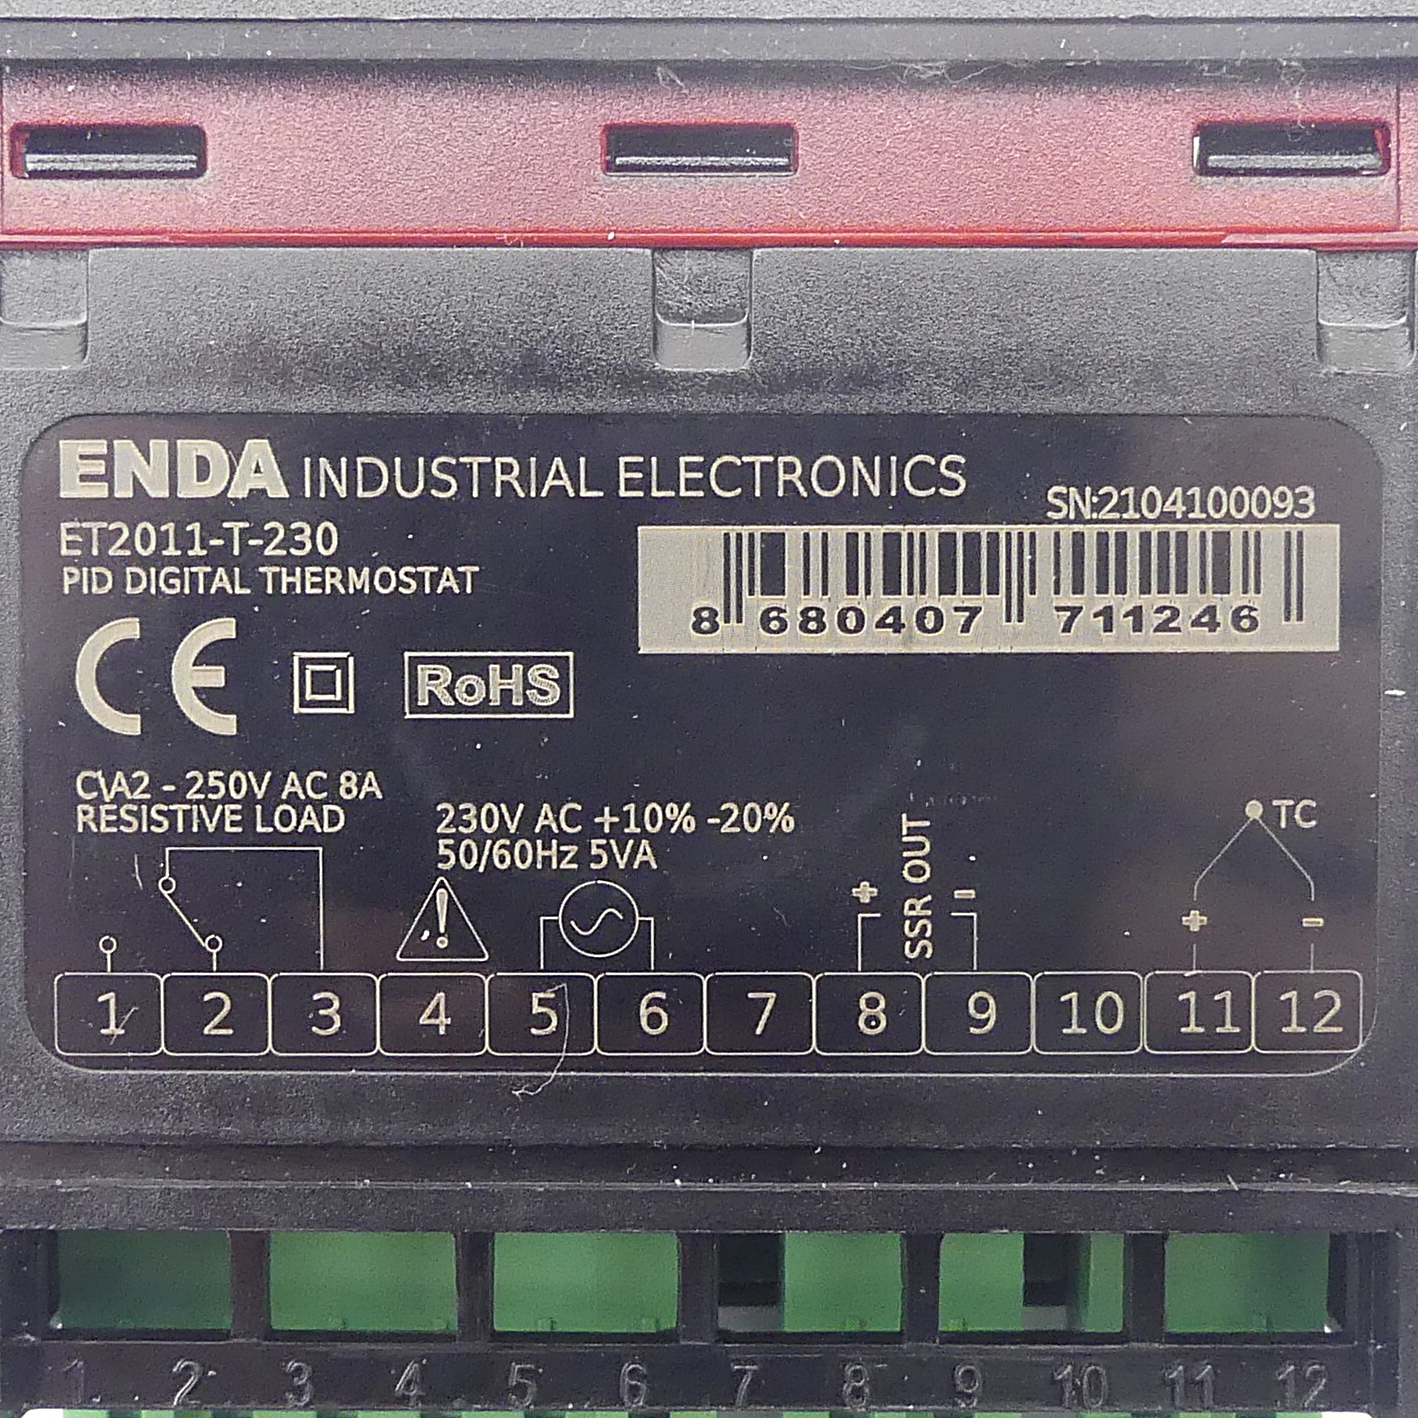 ENDA INDUSTRIAL ELECTRONICS
SN:2104100093
ET2011-T-230
PID DIGITAL THERMOSTAT
8 680407 711246
CE
RoHS
C\A2 - 250V AC 8A
RESISTIVE LOAD
230V AC +10% -20%
50/60Hz 5VA
!
+ SSR OUT -
TC
+ -
1 2 3 4 5 6 7 8 9 10 11 12
1 2 3 4 5 6 7 8 9 10 11 12